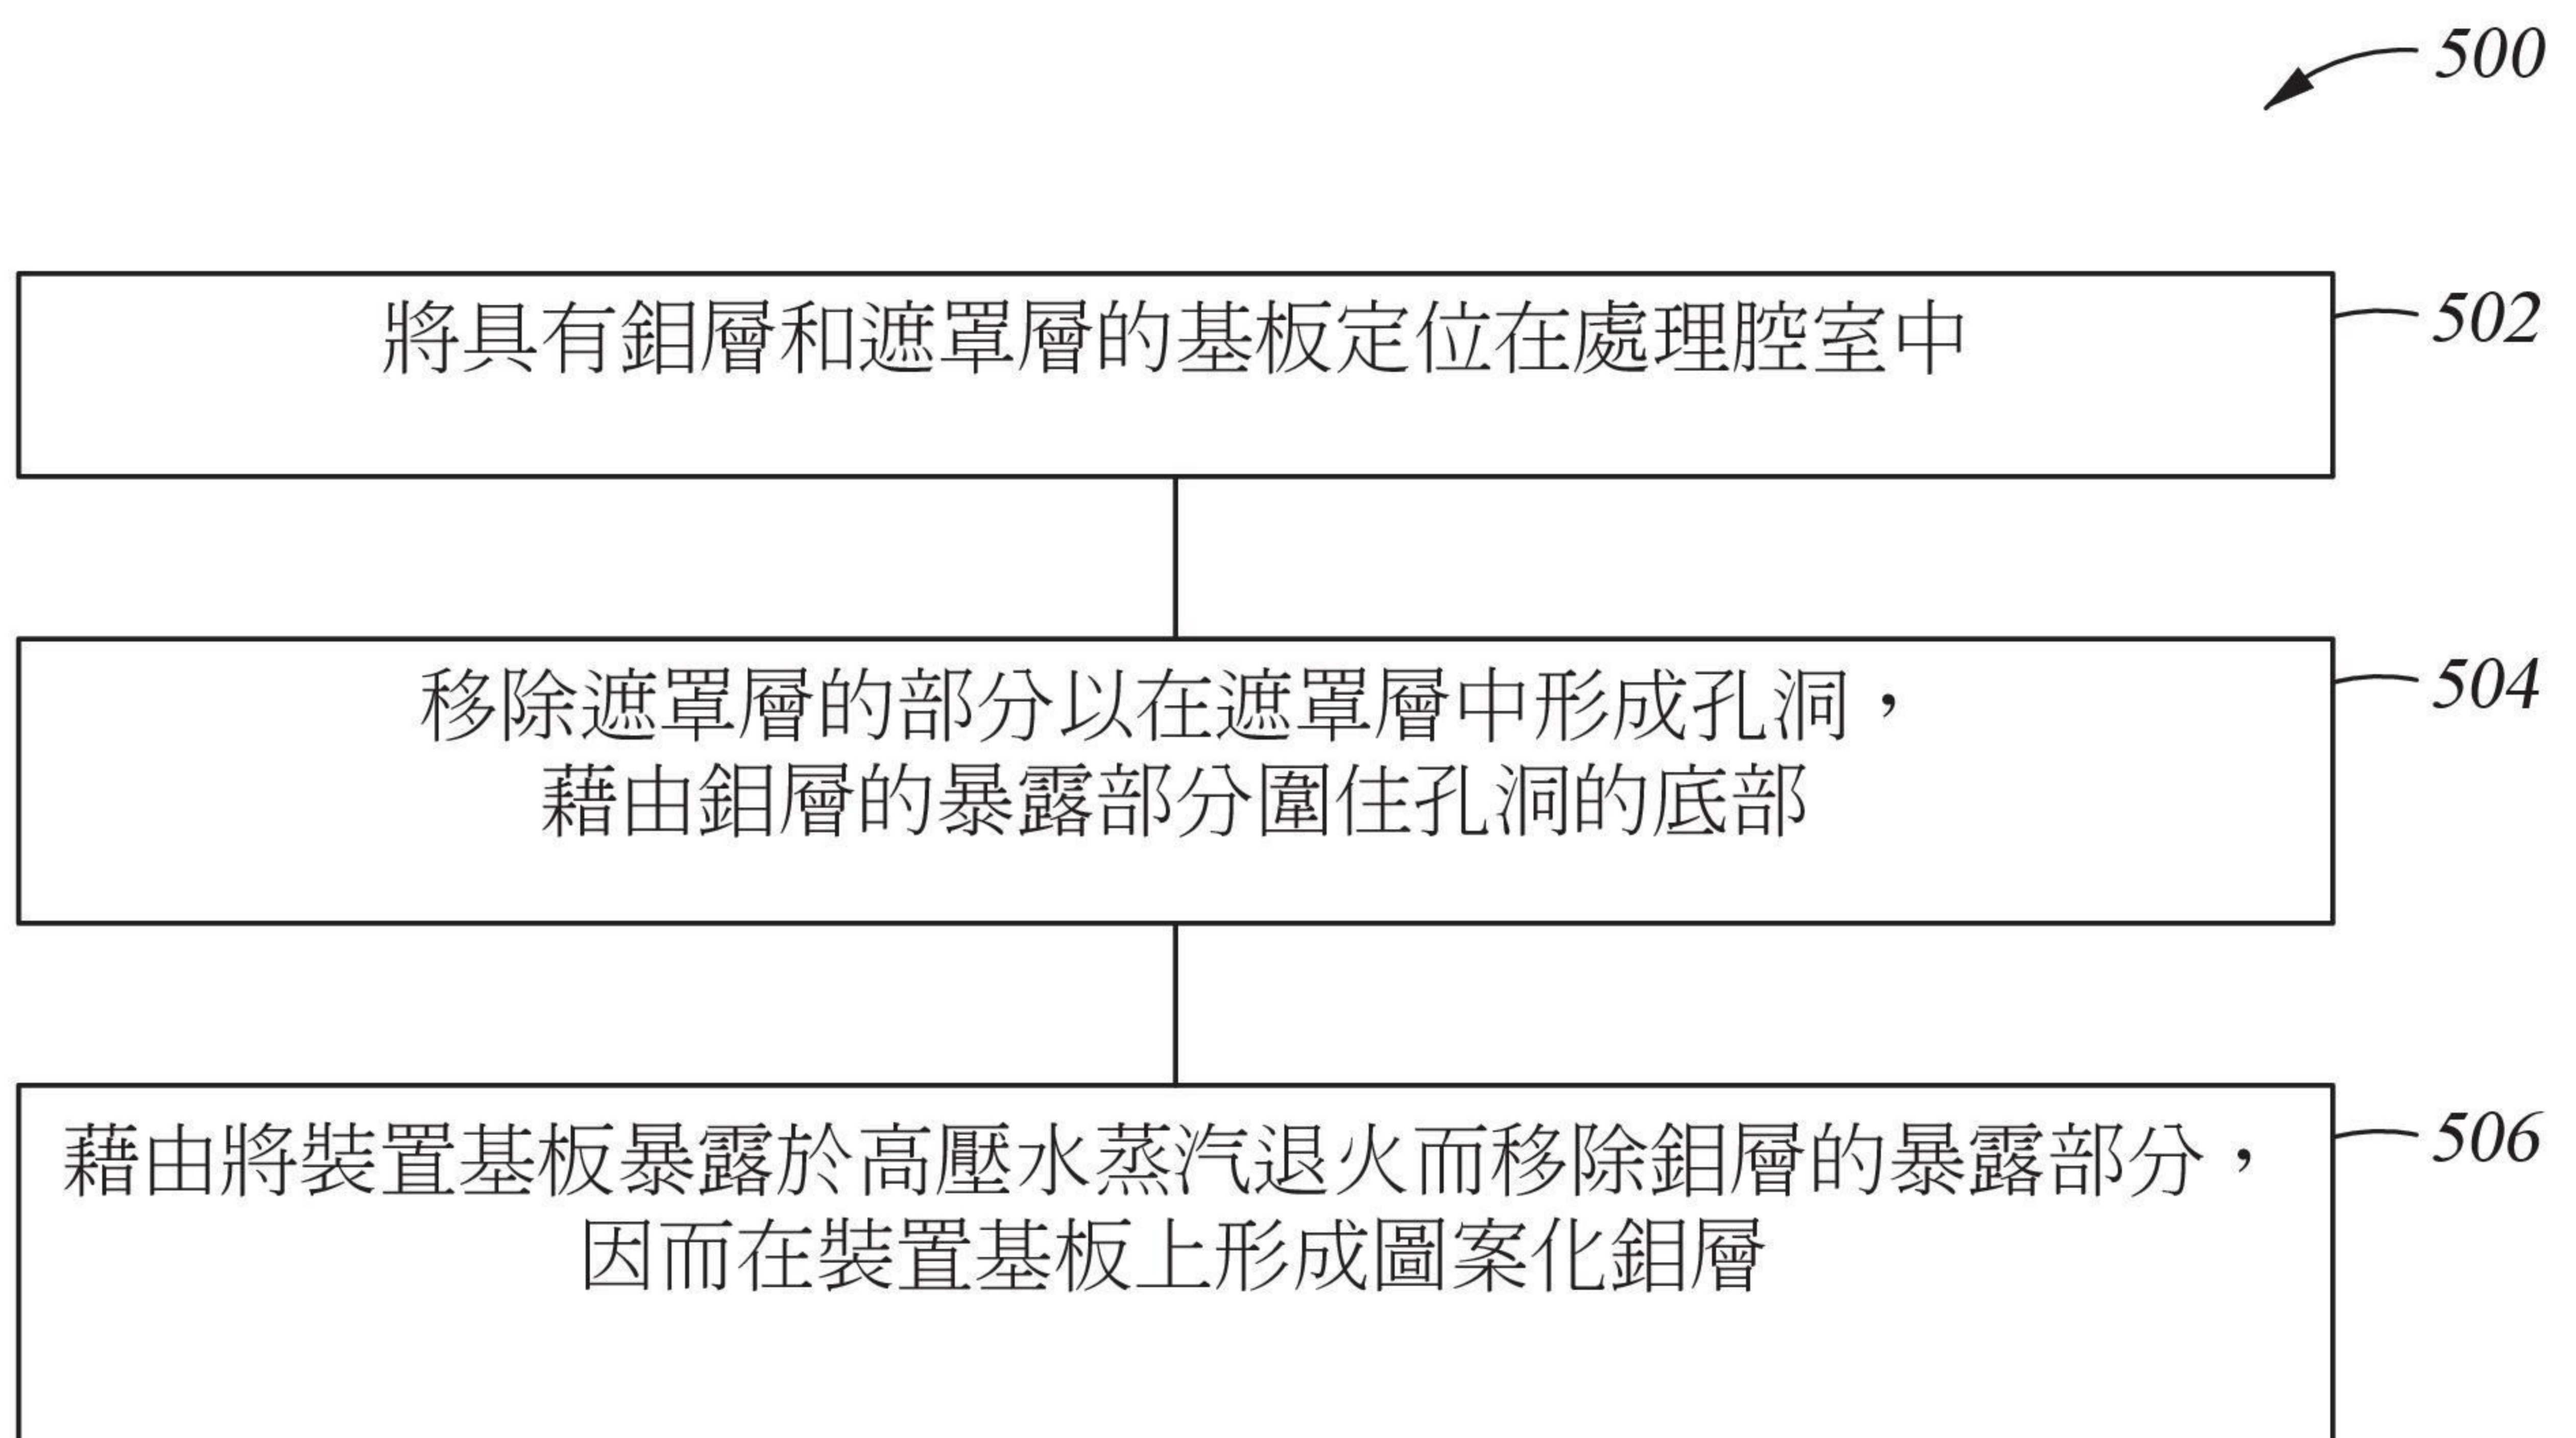 500
將具有鉬層和遮罩層的基板定位在處理腔室中
502
移除遮罩層的部分以在遮罩層中形成孔洞，
504
藉由鉬層的暴露部分圍住孔洞的底部
藉由將裝置基板暴露於高壓水蒸汽退火而移除鉬層的暴露部分，
506
因而在裝置基板上形成圖案化鉬層